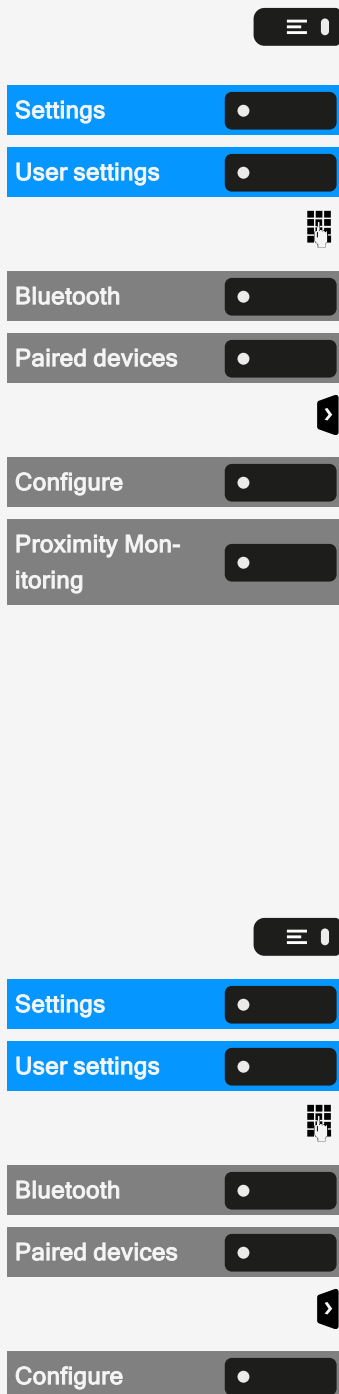 Settings
User settings
Bluetooth
Paired devices
Configure
Proximity Mon-
itoring
Settings
User settings
Bluetooth
Paired devices
Configure